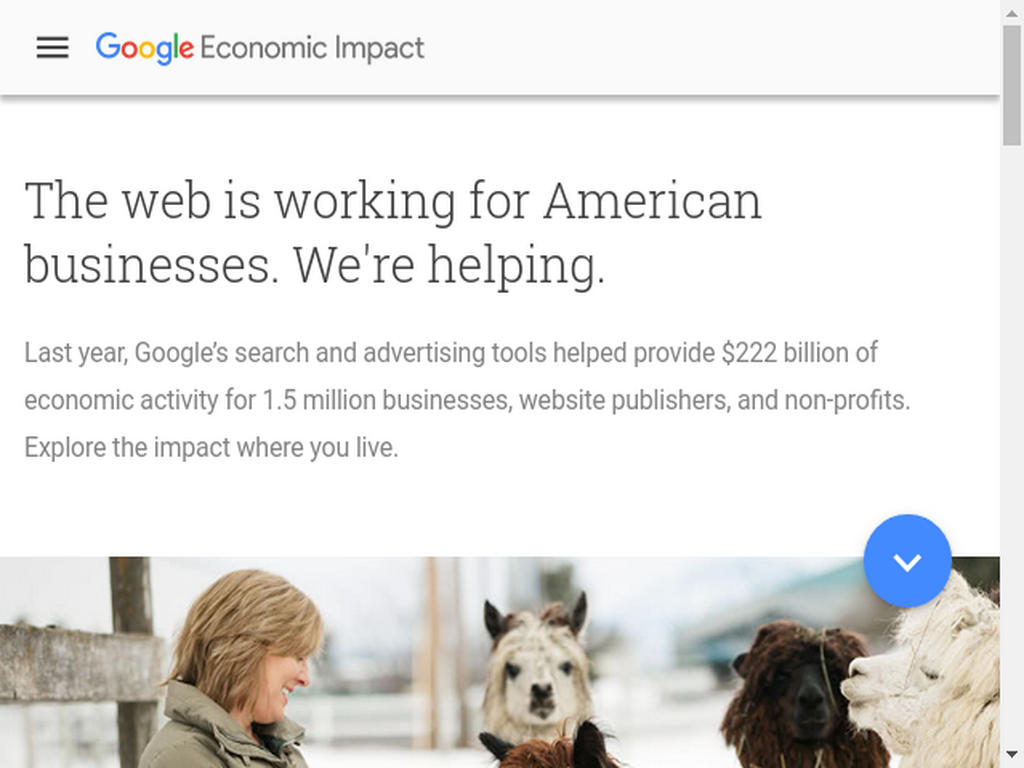 Google Economic Impact
The web is working for American
businesses. We're helping.
Last year, Google’s search and advertising tools helped provide $222 billion of
economic activity for 1.5 million businesses, website publishers, and non-profits.
Explore the impact where you live.